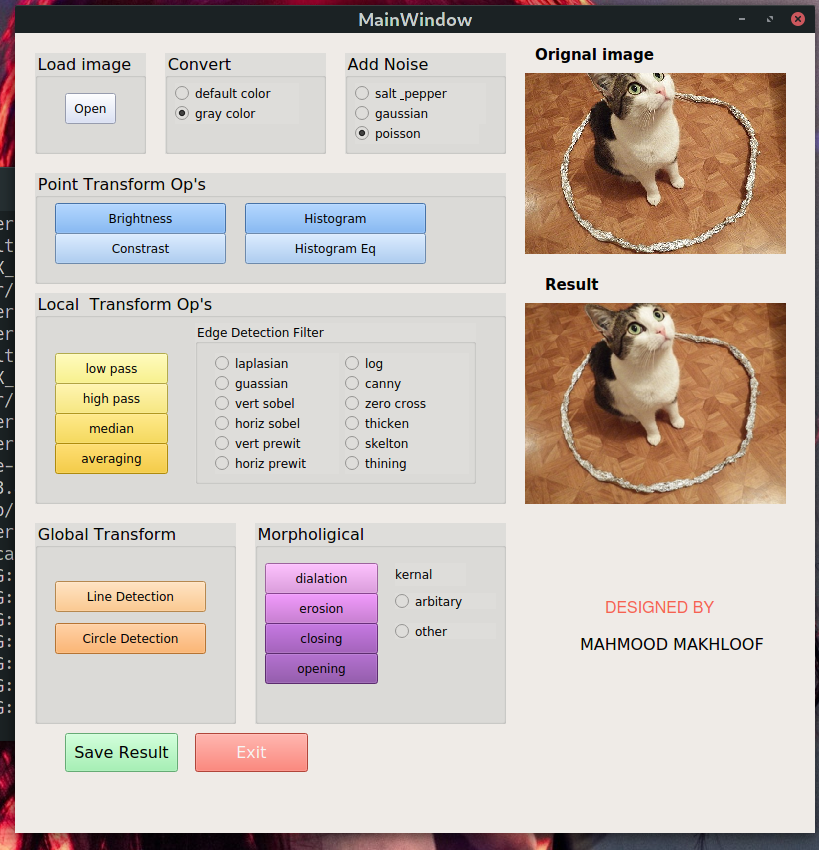 MainWindow
Load image
Open
Convert
default color
gray color
Add Noise
salt _pepper
gaussian
poisson
Orignal image
Point Transform Op's
Brightness
Constrast
Histogram
Histogram Eq
Result
Local  Transform Op's
low pass
high pass
median
averaging
Edge Detection Filter
laplasian
guassian
vert sobel
horiz sobel
vert prewit
horiz prewit
log
canny
zero cross
thicken
skelton
thining
Global Transform
Line Detection
Circle Detection
Morpholigical
dialation
erosion
closing
opening
kernal
arbitary
other
DESIGNED BY
MAHMOOD MAKHLOOF
Save Result
Exit